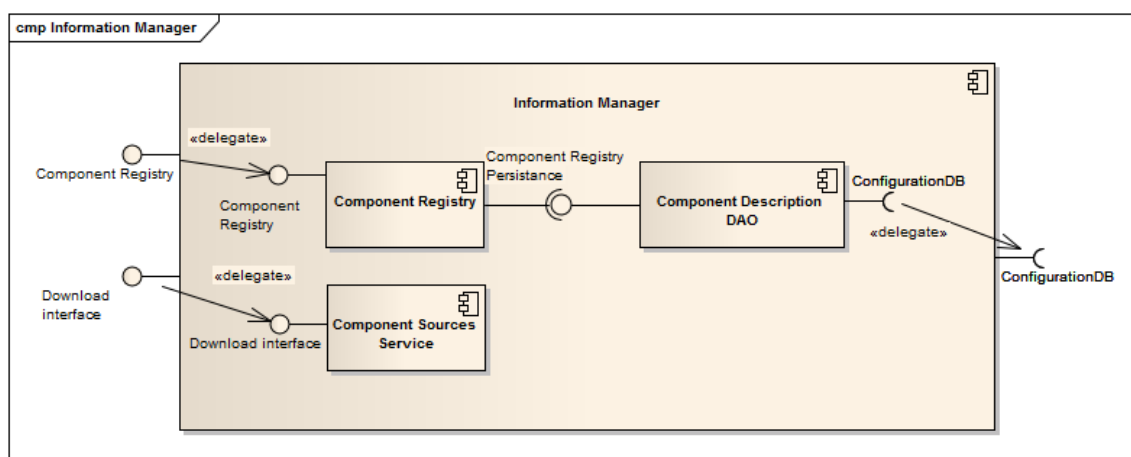 cmp Information Manager
Information Manager
«delegate»
Component Registry
Component Registry
Persistance
ConfigurationDB
Component Registry
Component Description
DAO
Component
Registry
«delegate»
ConfigurationDB
«delegate»
Download
interface
Component Sources
Service
Download interface